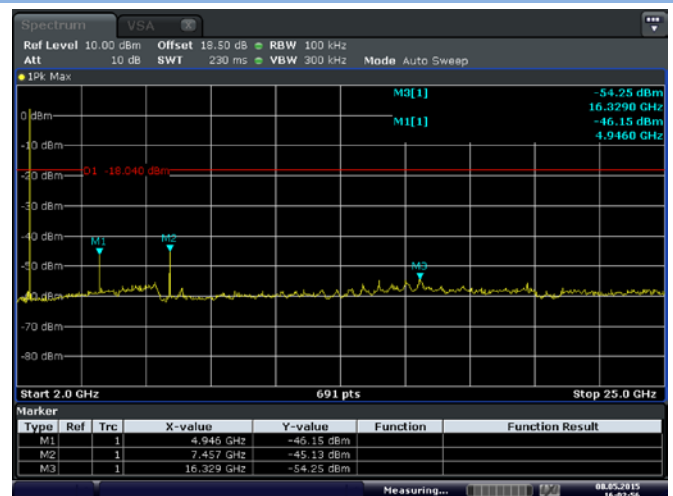 Spectrum VSA
Ref Level 10.00 dBm Offset 18.50 dB RBW 100 kHz
Att 10 dB SWT 230 ms VBW 300 kHz Mode Auto Sweep
1Pk Max
M3[1] -54.25 dBm
16.3290 GHz
0 dBm
M1[1] -46.15 dBm
4.9460 GHz
-10 dBm
D1 -18.040 dBm
-20 dBm
-30 dBm
-40 dBm
M1 M2
-50 dBm
M3
-60 dBm
-70 dBm
-80 dBm
Start 2.0 GHz 691 pts Stop 25.0 GHz
Marker
Type Ref Trc X-value Y-value Function Function Result
M1 1 4.946 GHz -46.15 dBm
M2 1 7.457 GHz -45.13 dBm
M3 1 16.329 GHz -54.25 dBm
Measuring... 08.05.2015
16:02:56